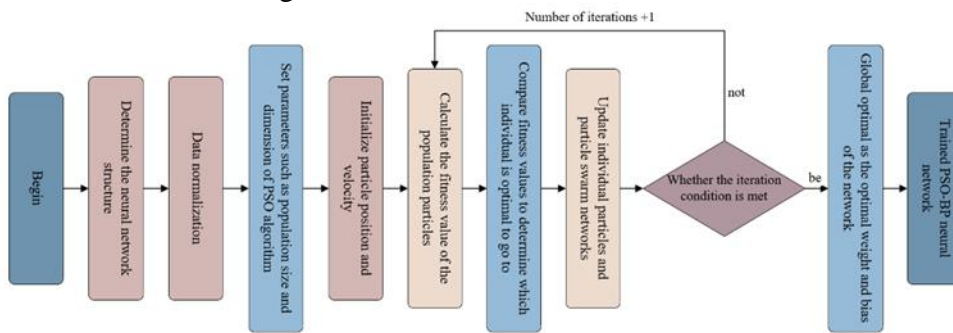 Number of iterations +1
Begin
Determine the neural network
structure
Data normalization
Set parameters such as population size and
dimension of PSO algorithm
Initialize particle position and
velocity
Calculate the fitness value of the
population particles
Compare fitness values to determine which
individual is optimal to go to
Update individual particles and
particle swarm networks
Whether the iteration
condition is met
not
be
Global optimal as the optimal weight and bias
of the network
Trained PSO-BP neural
network